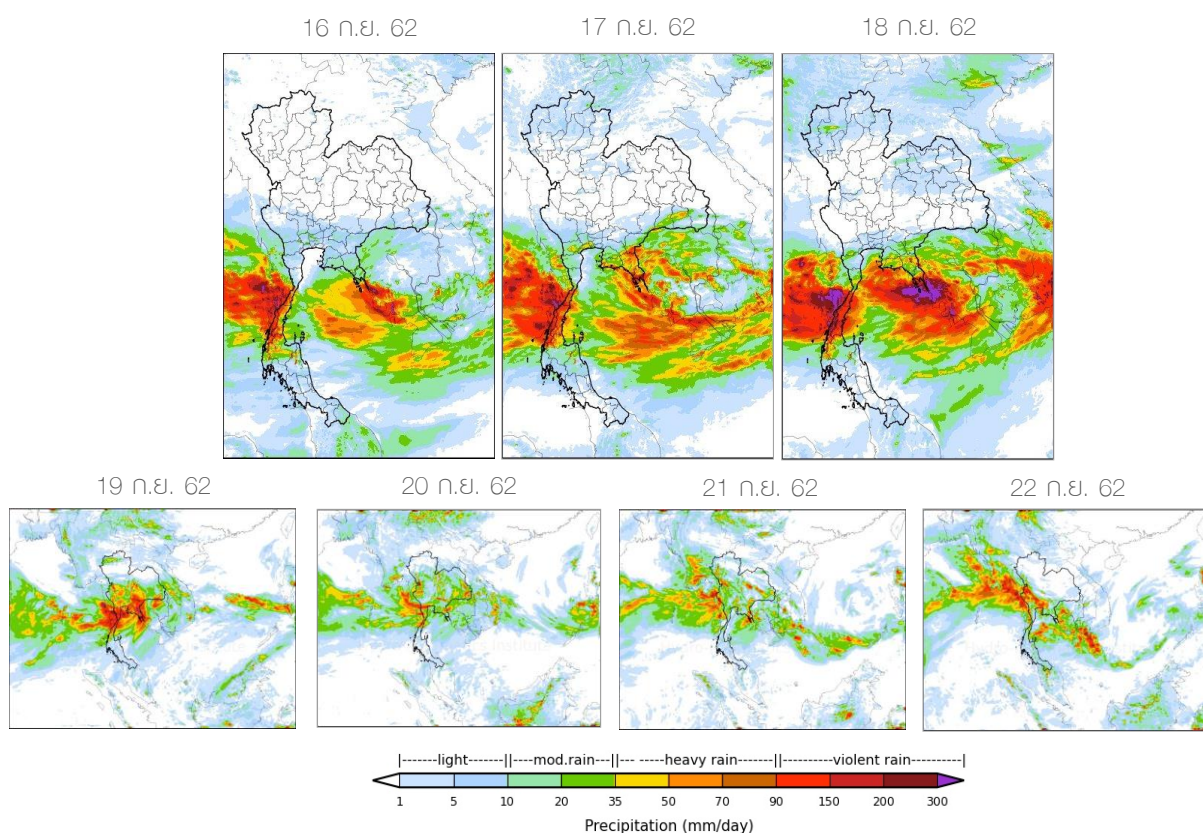 16 ก.ย. 62
17 ก.ย. 62
18 ก.ย. 62
19 ก.ย. 62
20 ก.ย. 62
21 ก.ย. 62
22 ก.ย. 62
|-------light-------||---mod.rain---||--- -----heavy rain-----||---------violent rain--------|
1 5 10 20 35 50 70 90 150 200 300
Precipitation (mm/day)